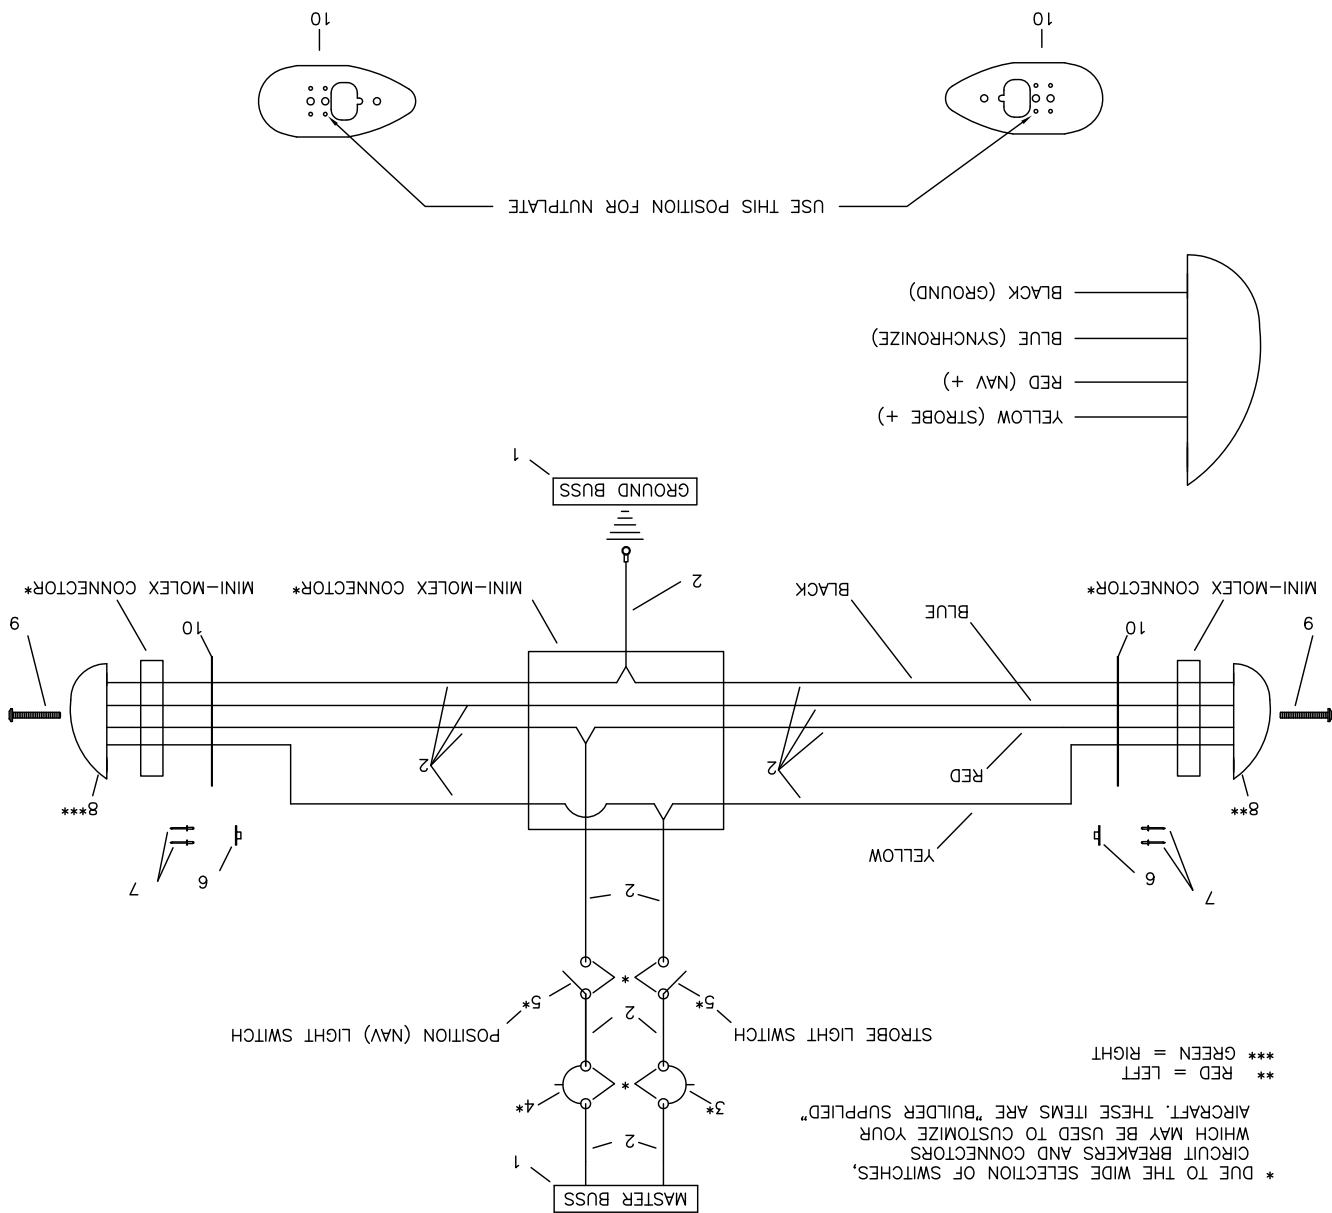 MASTER BUSS
1
* DUE TO THE WIDE SELECTION OF SWITCHES,
CIRCUIT BREAKERS AND CONNECTORS
WHICH MAY BE USED TO CUSTOMIZE YOUR
AIRCRAFT. THESE ITEMS ARE "BUILDER SUPPLIED"
** RED = LEFT
*** GREEN = RIGHT
2
3*
*
4*
STROBE LIGHT SWITCH
2
POSITION (NAV) LIGHT SWITCH
5*
*
5*
2
7
6
YELLOW
6
7
8**
RED
2
2
8***
9
10
BLUE
BLACK
2
10
9
MINI-MOLEX CONNECTOR*
MINI-MOLEX CONNECTOR*
MINI-MOLEX CONNECTOR*
GROUND BUSS
1
YELLOW (STROBE +)
RED (NAV +)
BLUE (SYNCHRONIZE)
BLACK (GROUND)
USE THIS POSITION FOR NUTPLATE
10
10